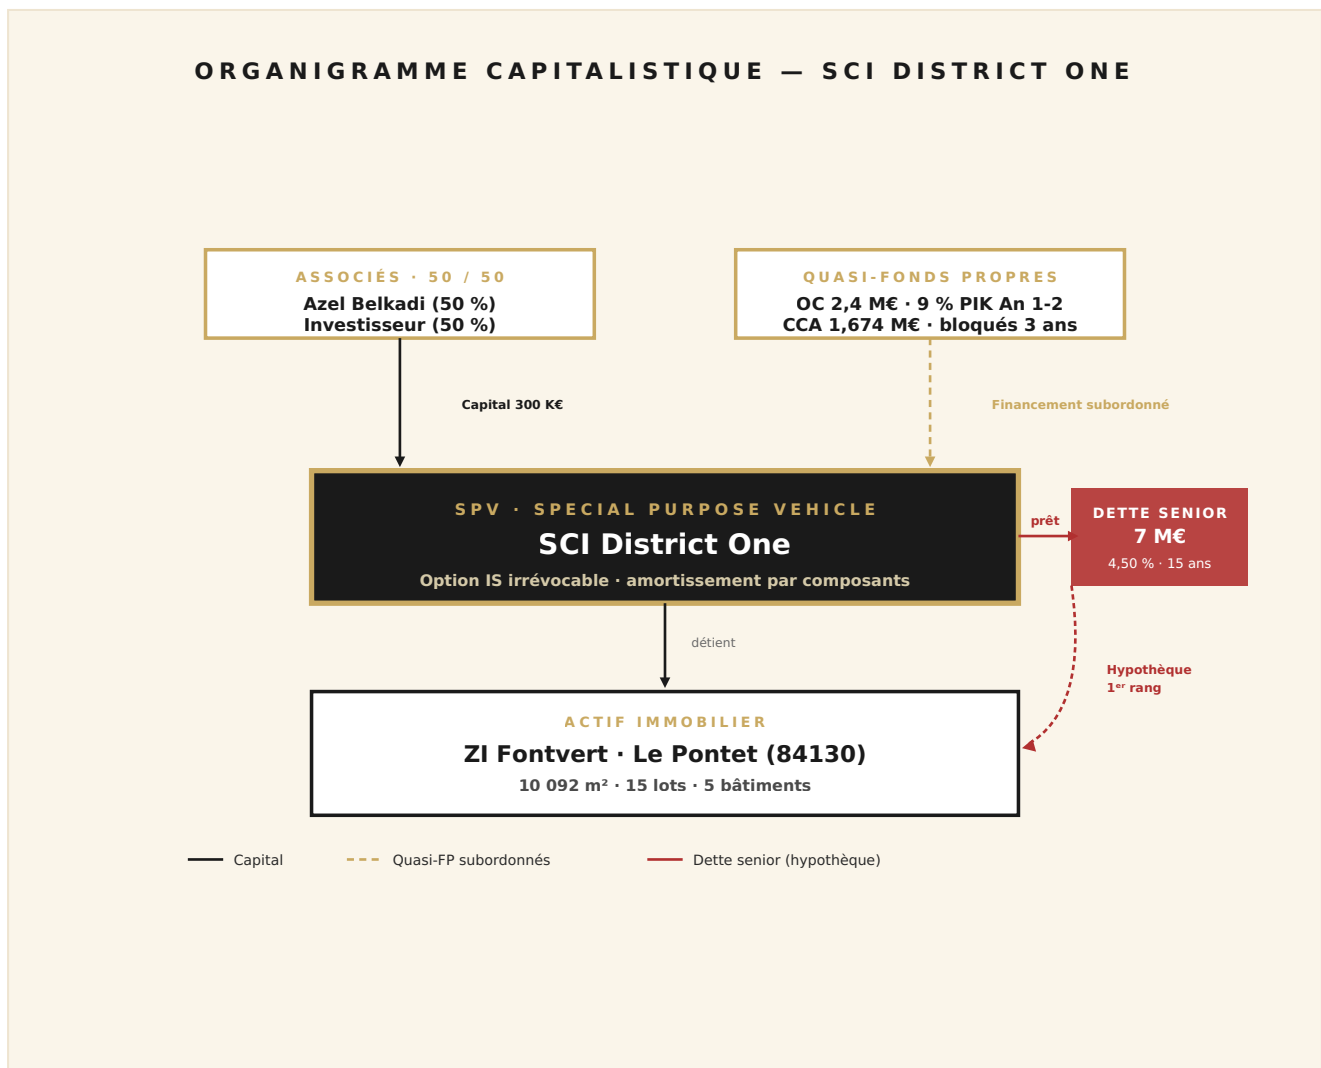 ORGANIGRAMME CAPITALISTIQUE — SCI DISTRICT ONE
ASSOCIÉS · 50 / 50
Azel Belkadi (50 %)
Investisseur (50 %)
QUASI-FONDS PROPRES
OC 2,4 M€ · 9 % PIK An 1-2
CCA 1,674 M€ · bloqués 3 ans
Capital 300 K€
Financement subordonné
SPV · SPECIAL PURPOSE VEHICLE
SCI District One
Option IS irrévocable · amortissement par composants
prêt
DETTE SENIOR
7 M€
4,50 % · 15 ans
détient
Hypothèque
1ᵉʳ rang
ACTIF IMMOBILIER
ZI Fontvert · Le Pontet (84130)
10 092 m² · 15 lots · 5 bâtiments
Capital
Quasi-FP subordonnés
Dette senior (hypothèque)